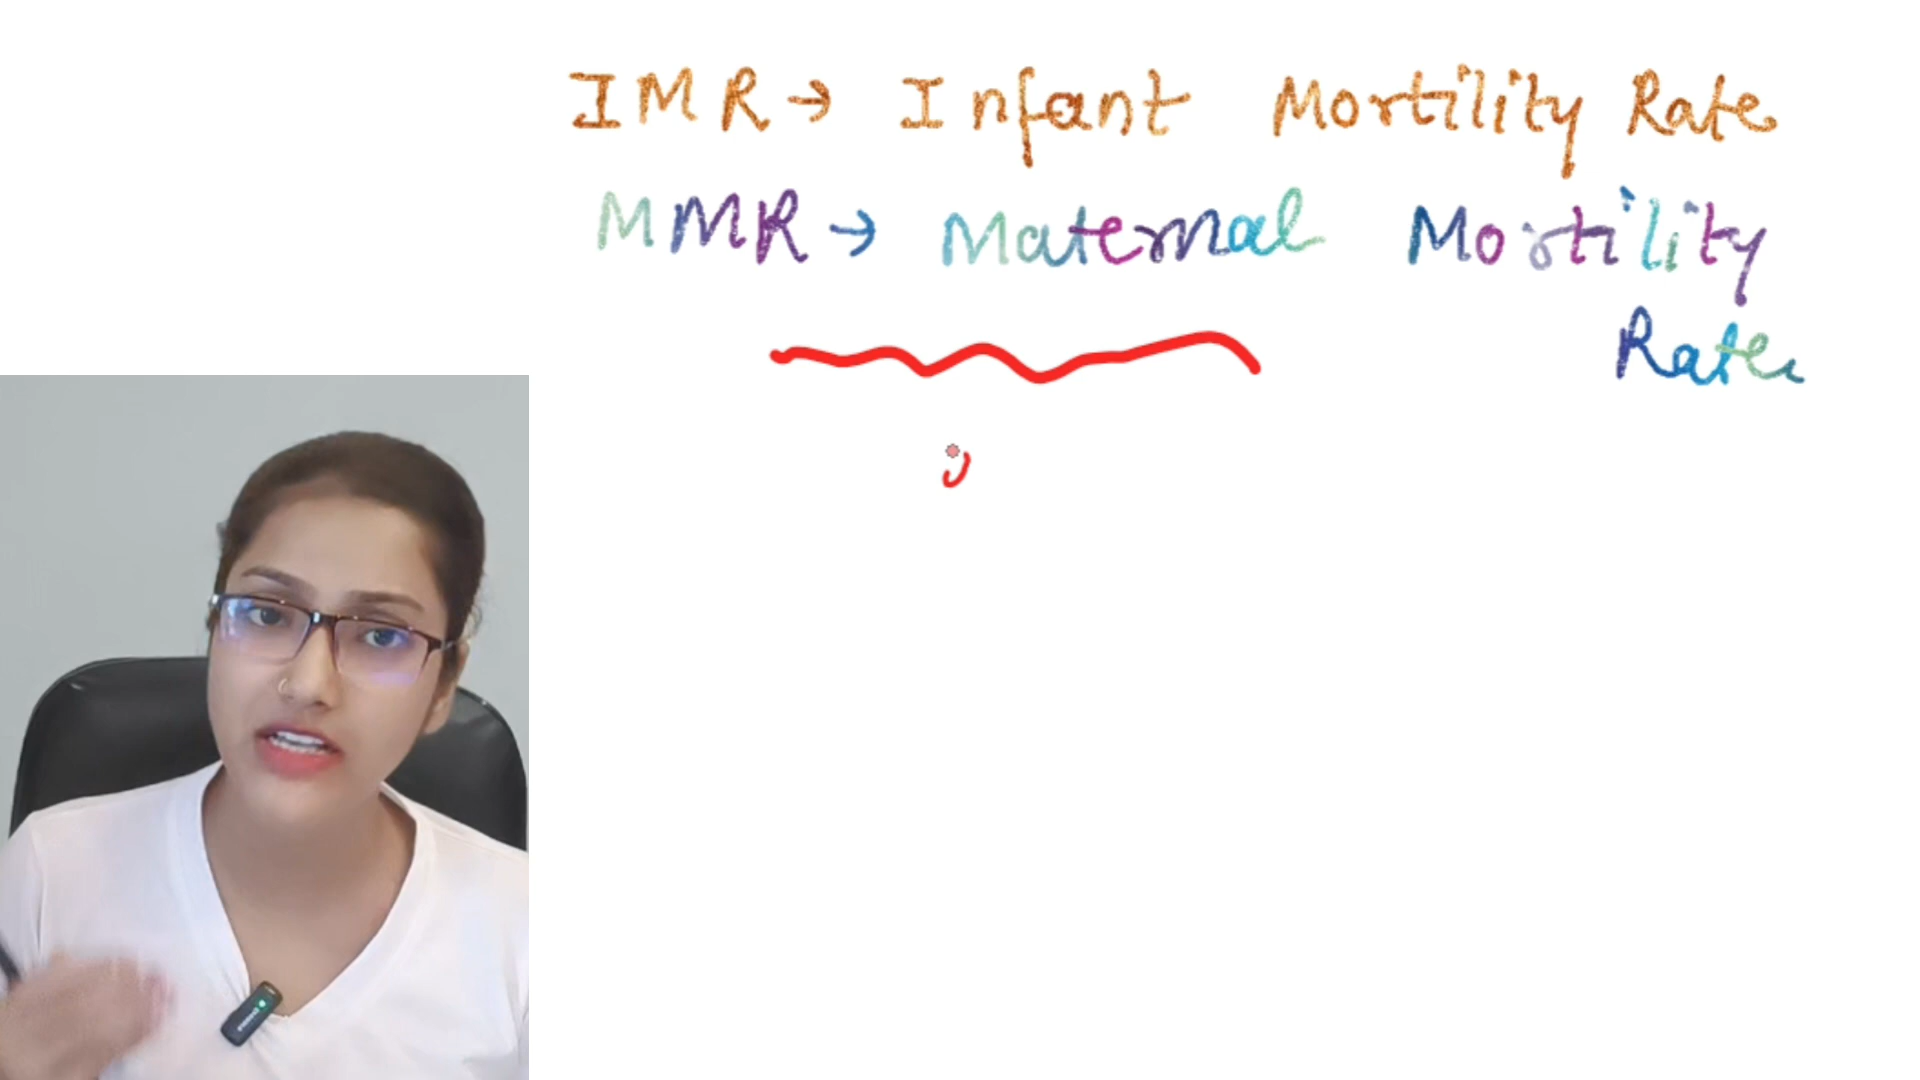 IMR → Infant Mortility Rate
MMR → Maternal Mortility
Rate